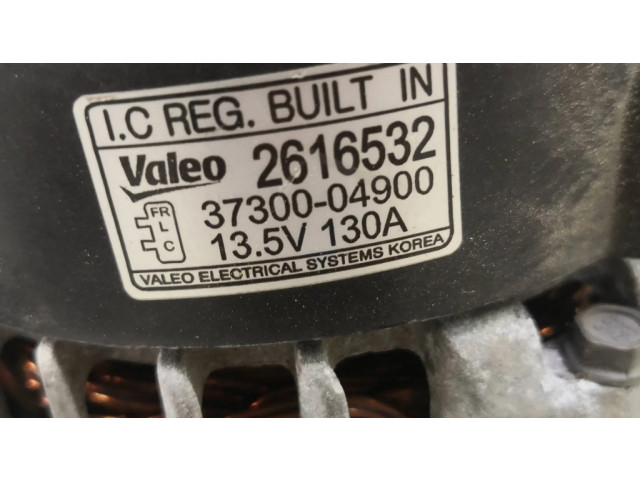 I.C REG. BUILT IN
Valeo 2616532
FR
L
C
37300-04900
13.5V 130A
VALEO ELECTRICAL SYSTEMS KOREA